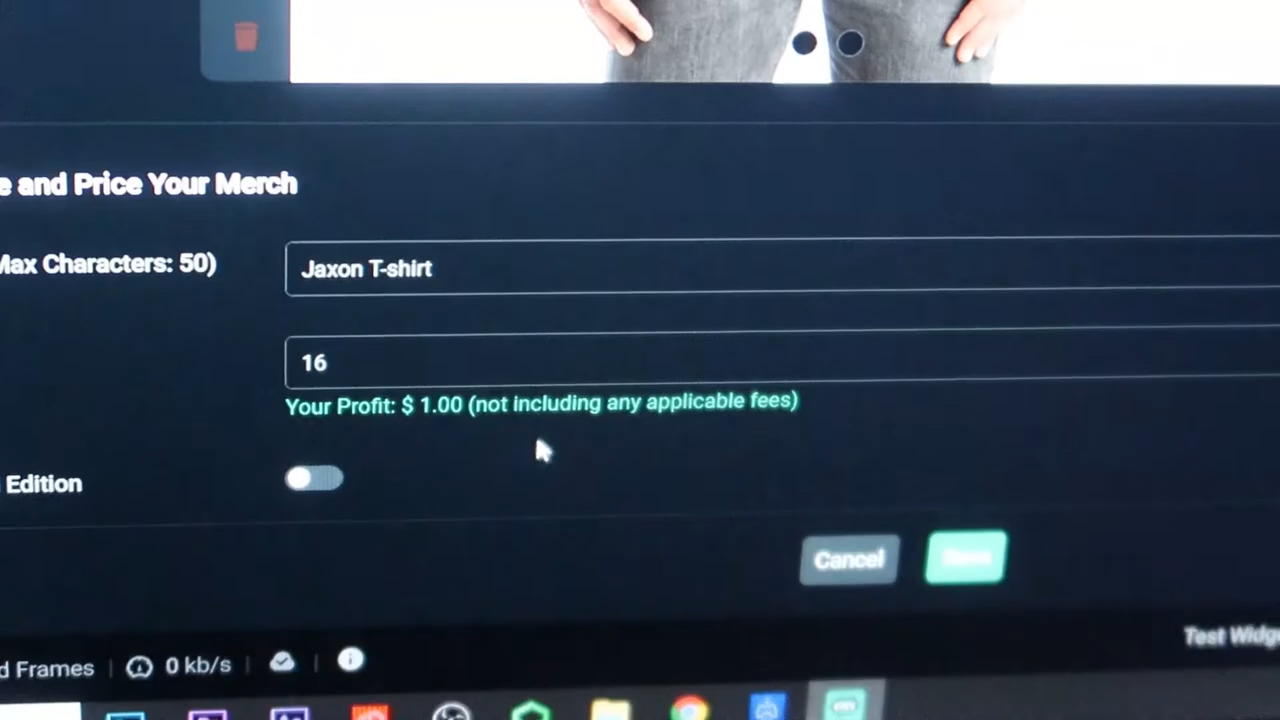 e and Price Your Merch
Max Characters: 50)
Jaxon T-shirt
16
Your Profit: $ 1.00 (not including any applicable fees)
Edition
Cancel
d Frames
0 kb/s
Test Widg